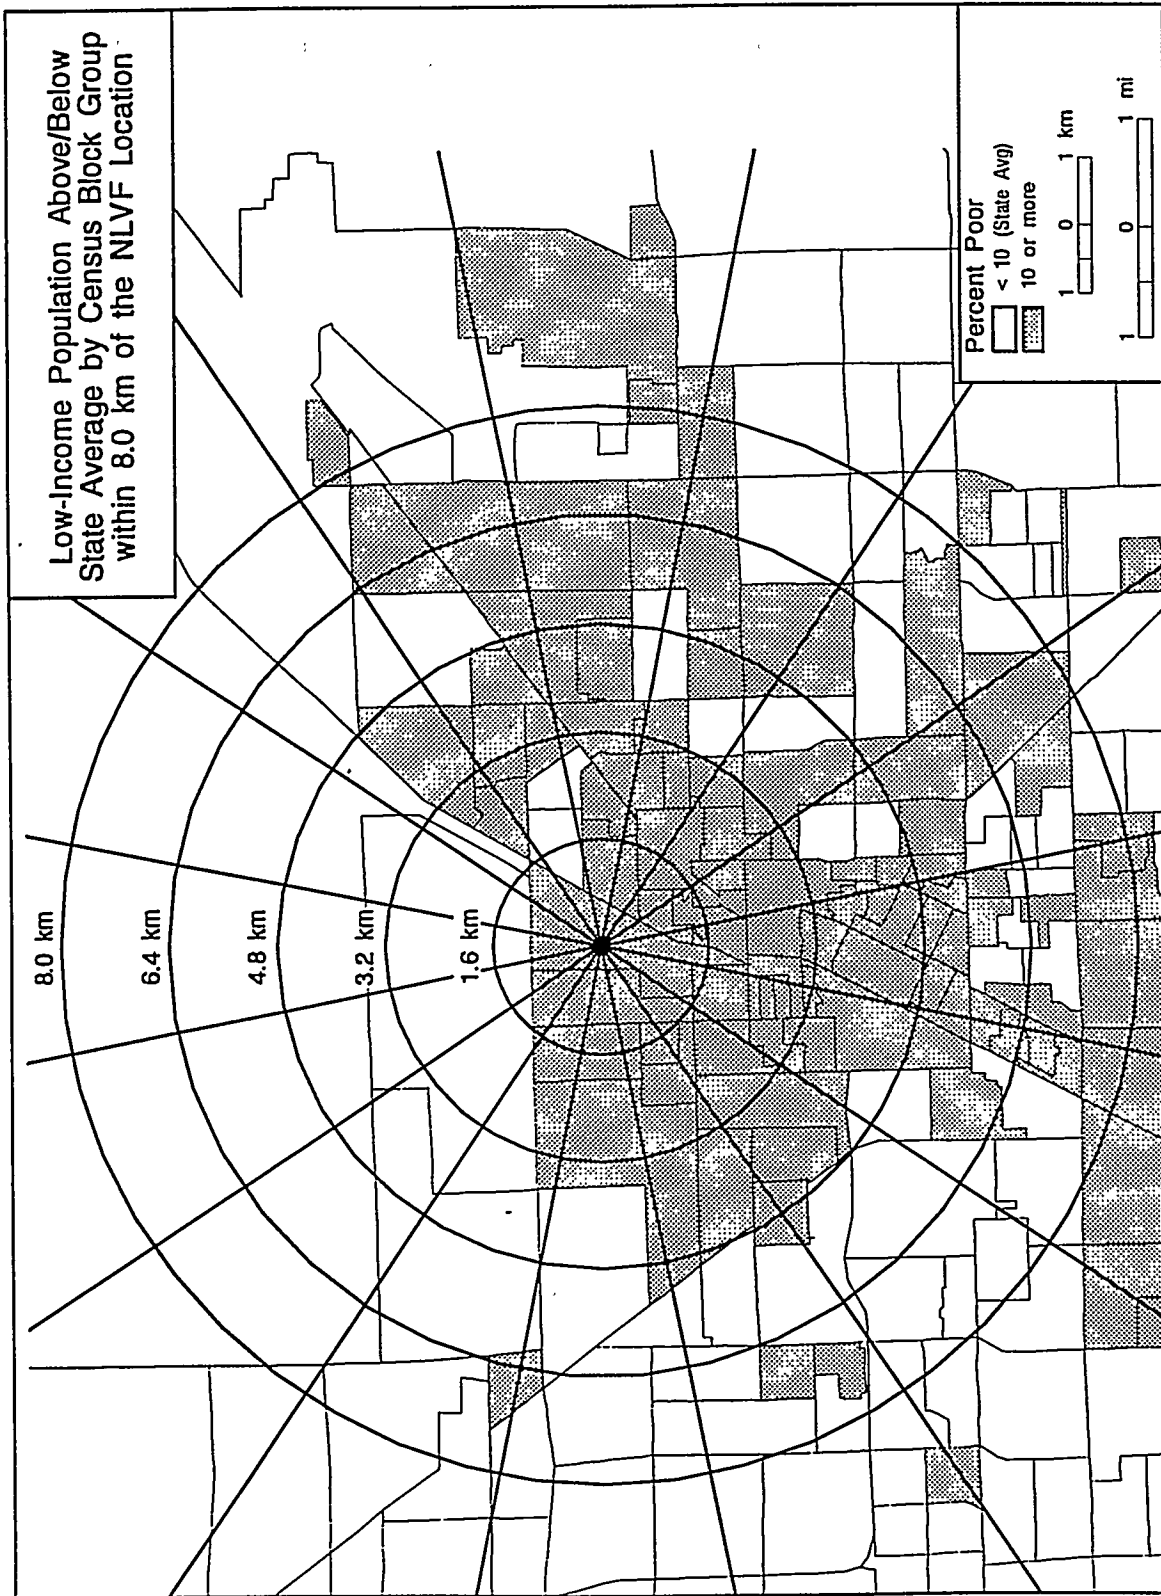 Low-Income Population Above/Below
State Average by Census Block Group
within 8.0 km of the NLVF Location
8.0 km
6.4 km
4.8 km
3.2 km
1.6 km
Percent Poor
< 10 (State Avg)
10 or more
1 0 1 km
1 0 1 mi